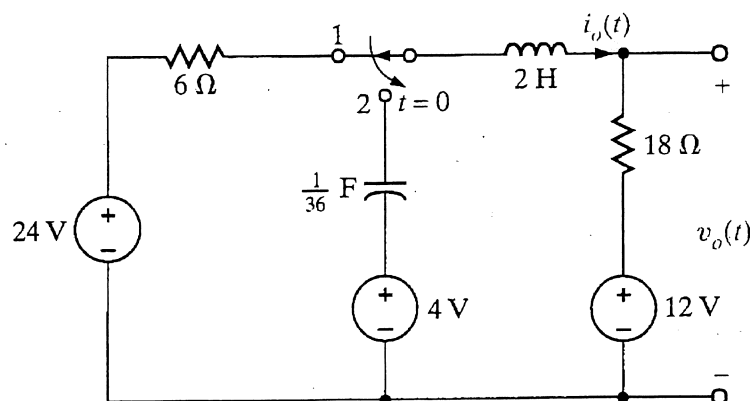 1
i_o(t)
6 Ω
2 t = 0
2 H
+
18 Ω
1/36 F
24 V
+
−
v_o(t)
+
−
4 V
+
−
12 V
−